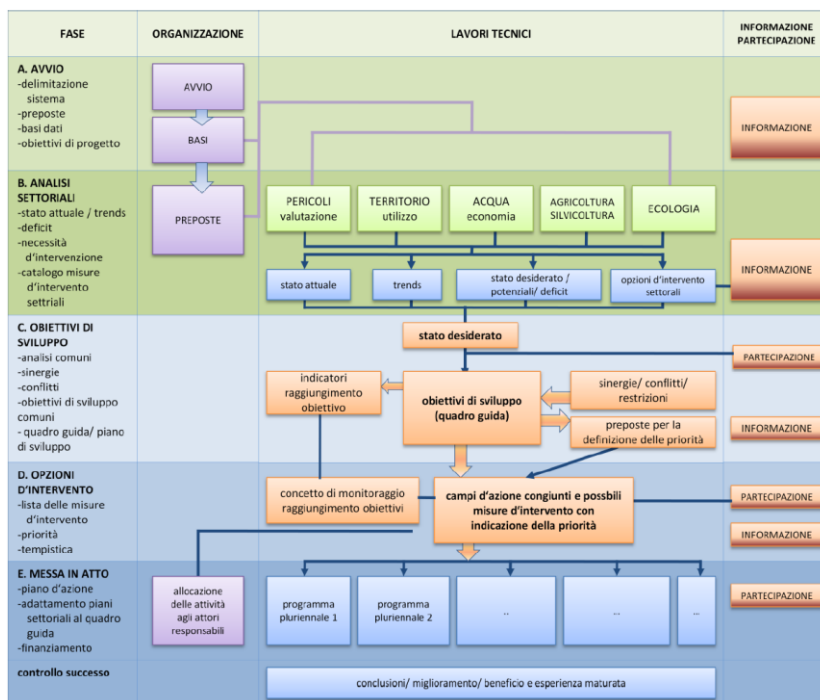 FASE
ORGANIZZAZIONE
LAVORI TECNICI
INFORMAZIONE
PARTECIPAZIONE
A. AVVIO
-delimitazione
sistema
-preposte
-basi dati
-obiettivi di progetto
AVVIO
BASI
INFORMAZIONE
B. ANALISI
SETTORIALI
-stato attuale / trends
-deficit
-necessità
d'intervenzione
-catalogo misure
d'intervento
settriali
PREPOSTE
PERICOLI
valutazione
TERRITORIO
utilizzo
ACQUA
economia
AGRICOLTURA
SILVICOLTURA
ECOLOGIA
stato attuale
trends
stato desiderato /
potenziali/ deficit
opzioni d'intervento
settorali
INFORMAZIONE
C. OBIETTIVI DI
SVILUPPO
-analisi comuni
-sinergie
-conflitti
-obiettivi di sviluppo
comuni
- quadro guida/ piano
di sviluppo
stato desiderato
PARTECIPAZIONE
indicatori
raggiungimento
obiettivo
obiettivi di sviluppo
(quadro guida)
sinergie/ conflitti/
restrizioni
preposte per la
definizione delle priorità
INFORMAZIONE
D. OPZIONI
D'INTERVENTO
-lista delle misure
d'intervento
-priorità
-tempistica
concetto di monitoraggio
raggiungimento obiettivi
campi d'azione congiunti e possbili
misure d'intervento con
indicazione della priorità
PARTECIPAZIONE
INFORMAZIONE
E. MESSA IN ATTO
-piano d'azione
-adattamento piani
settoriali al quadro
guida
-finanziamento
allocazione
delle attività
agli attori
responsabili
programma
pluriennale 1
programma
pluriennale 2
..
...
...
PARTECIPAZIONE
controllo successo
conclusioni/ miglioramento/ beneficio e esperienza maturata